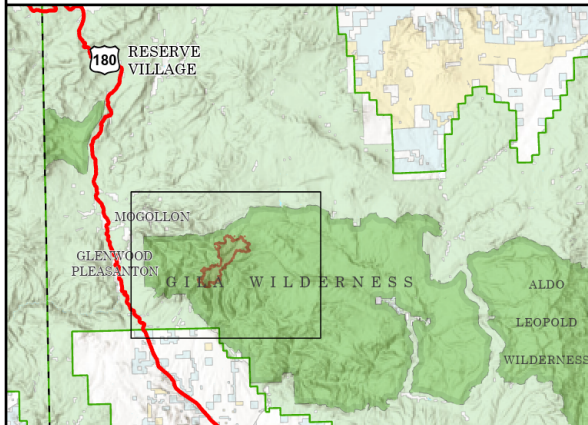 180
RESERVE
VILLAGE
MOGOLLON
GLENWOOD
PLEASANTON
GILA WILDERNESS
ALDO
LEOPOLD
WILDERNESS